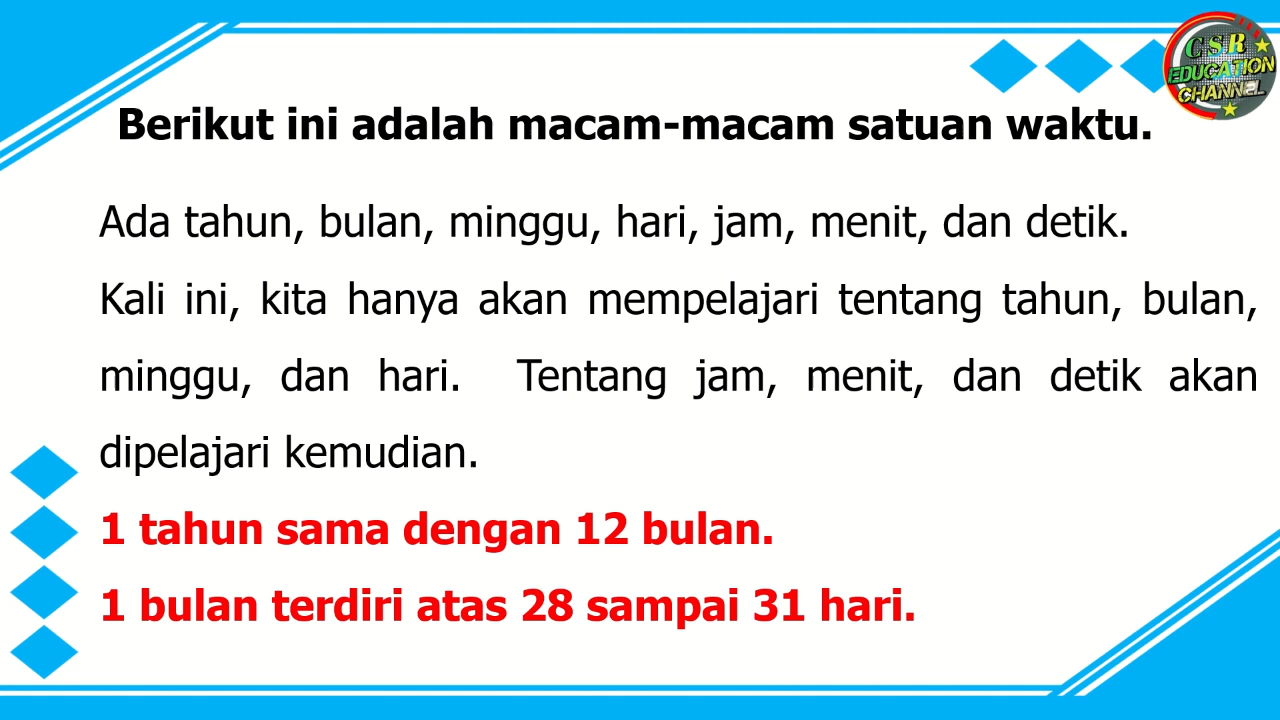 CSR
EDUCATION
CHANNEL
Berikut ini adalah macam-macam satuan waktu.
Ada tahun, bulan, minggu, hari, jam, menit, dan detik.
Kali ini, kita hanya akan mempelajari tentang tahun, bulan,
minggu, dan hari. Tentang jam, menit, dan detik akan
dipelajari kemudian.
1 tahun sama dengan 12 bulan.
1 bulan terdiri atas 28 sampai 31 hari.